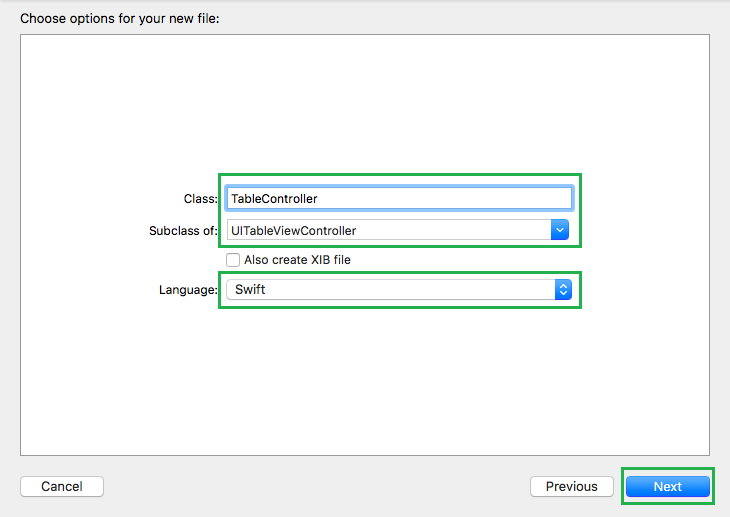 Choose options for your new file:
Class: TableController
Subclass of: UITableViewController
Also create XIB file
Language: Swift
Cancel Previous Next